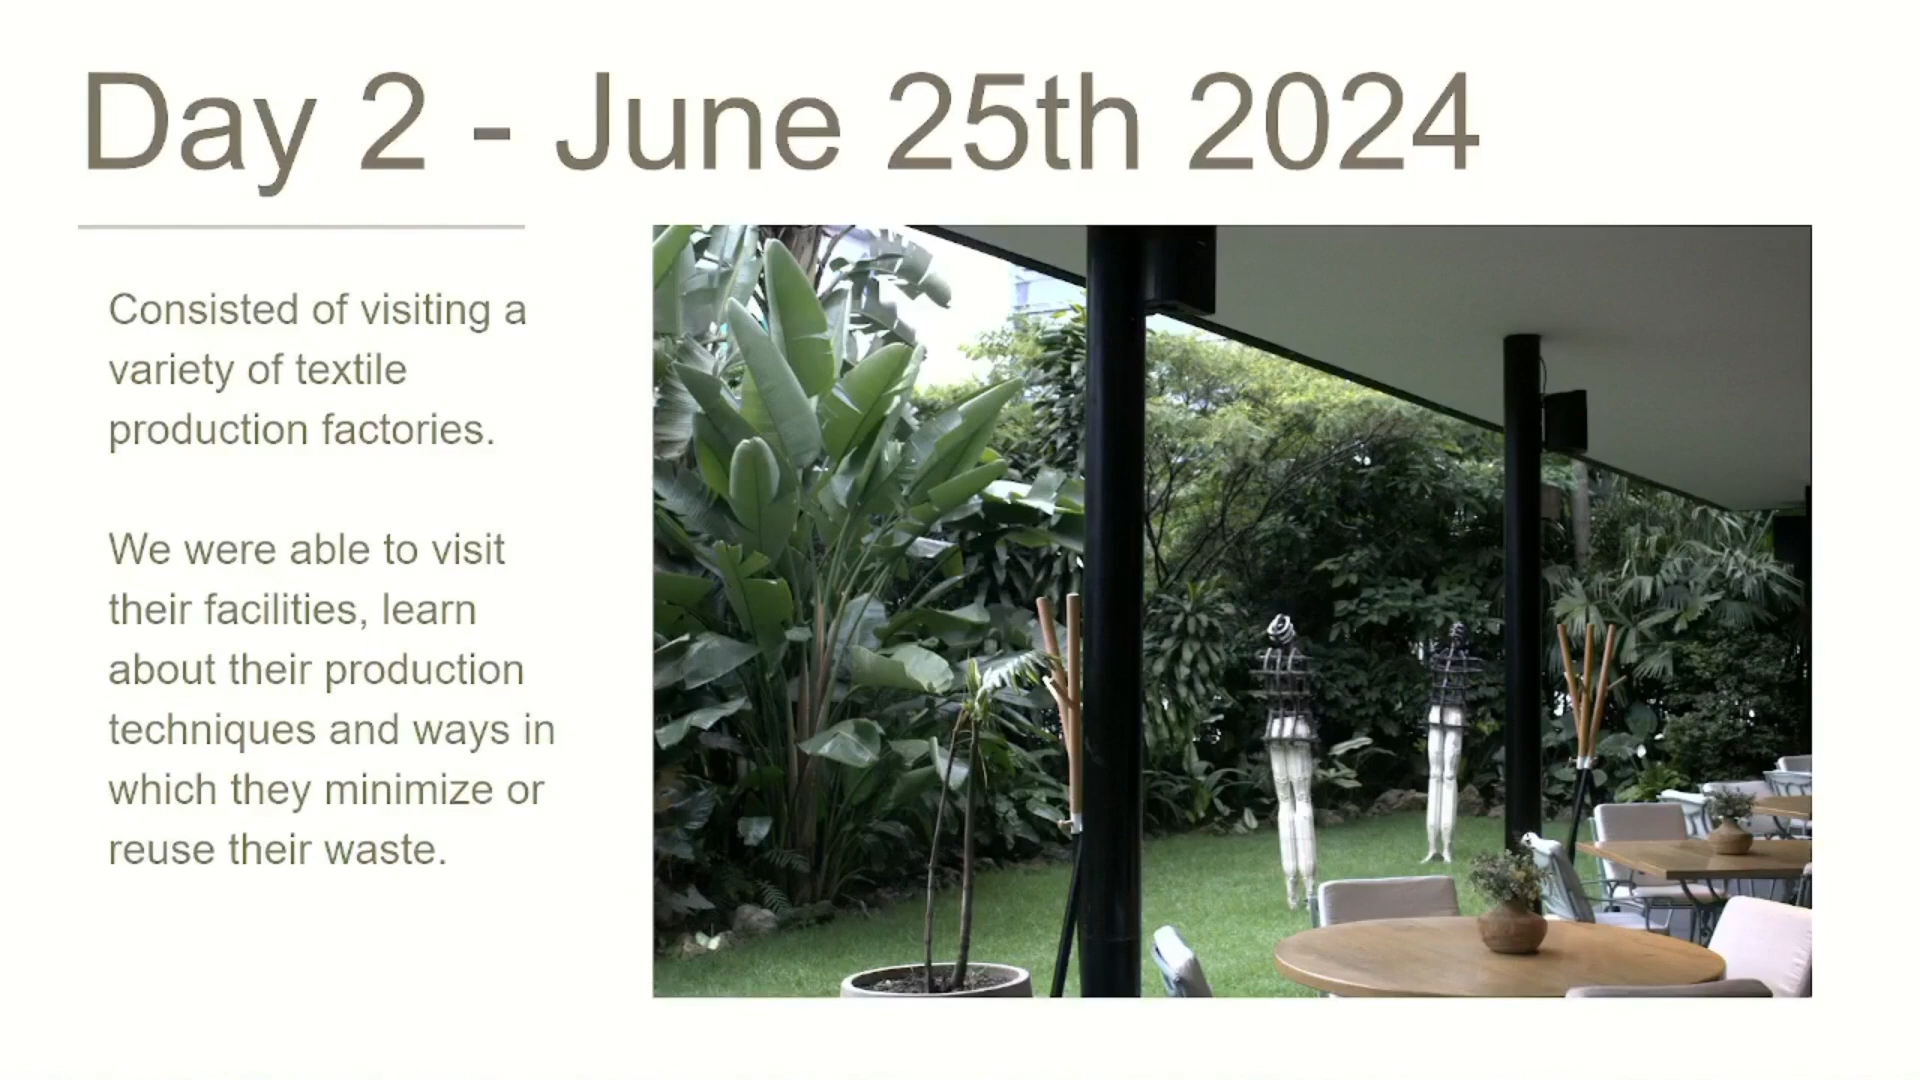 Day 2 - June 25th 2024
Consisted of visiting a
variety of textile
production factories.
We were able to visit
their facilities, learn
about their production
techniques and ways in
which they minimize or
reuse their waste.